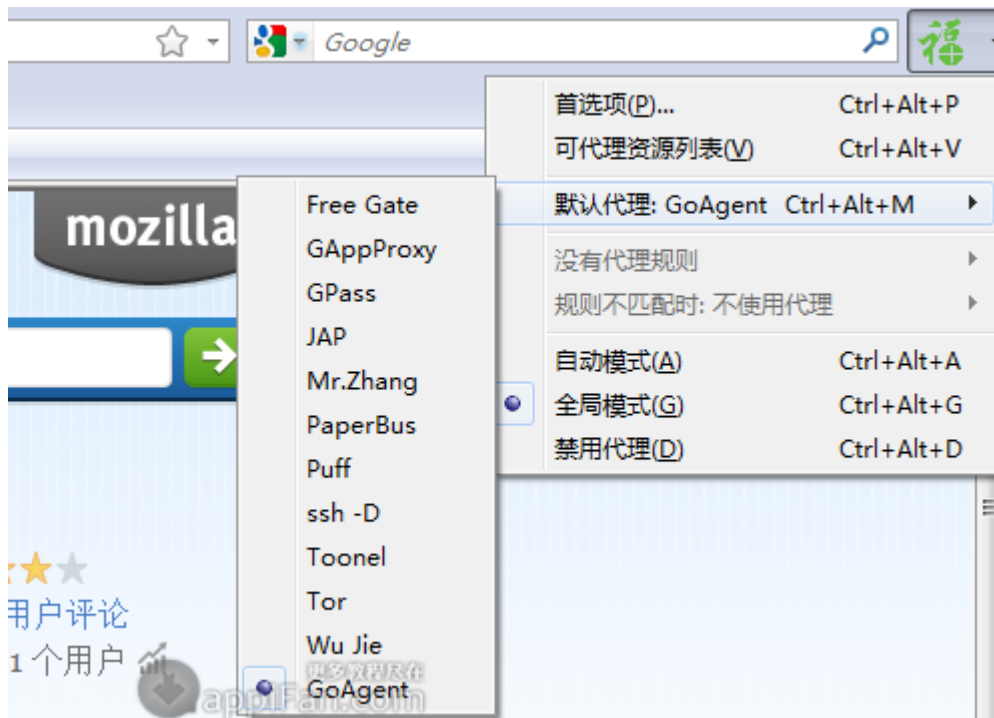 Google
福
首选项(P)... Ctrl+Alt+P
可代理资源列表(V) Ctrl+Alt+V
默认代理: GoAgent Ctrl+Alt+M
没有代理规则
规则不匹配时: 不使用代理
自动模式(A) Ctrl+Alt+A
全局模式(G) Ctrl+Alt+G
禁用代理(D) Ctrl+Alt+D
mozilla
Free Gate
GAppProxy
GPass
JAP
Mr.Zhang
PaperBus
Puff
ssh -D
Toonel
Tor
Wu Jie
GoAgent
用户评论
1 个用户
更多教程尽在